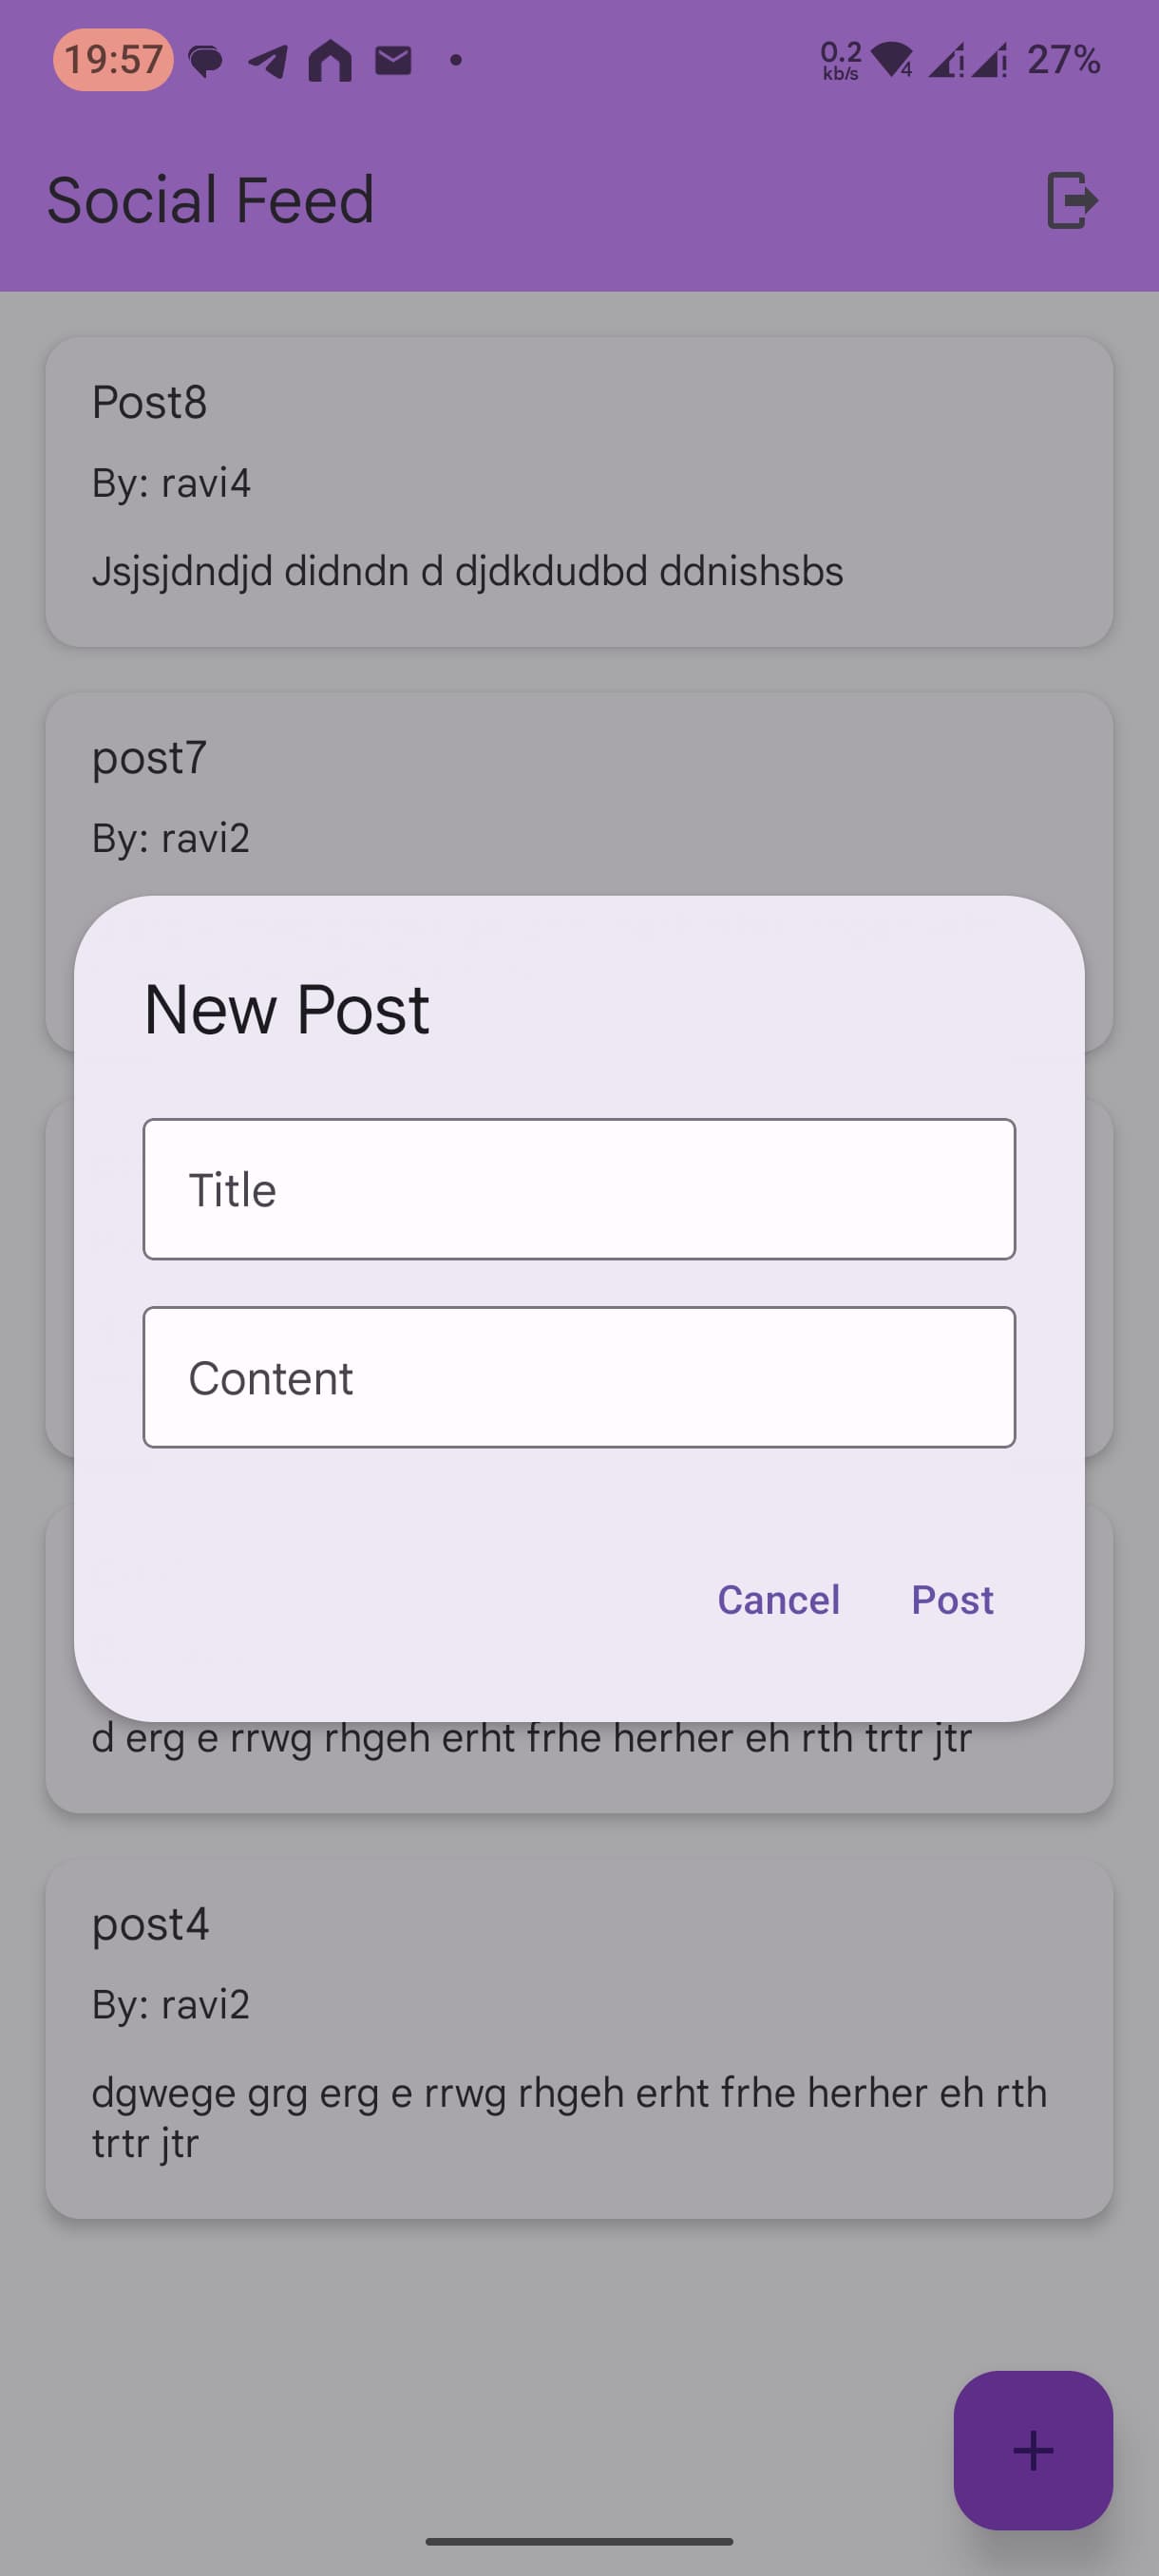 19:57
0.2
kb/s
4
27%
Social Feed
Post8
By: ravi4
Jsjsjdndjd didndn d djdkdudbd ddnishsbs
post7
By: ravi2
New Post
Title
Content
Cancel Post
d erg e rrwg rhgeh erht frhe herher eh rth trtr jtr
post4
By: ravi2
dgwege grg erg e rrwg rhgeh erht frhe herher eh rth
trtr jtr